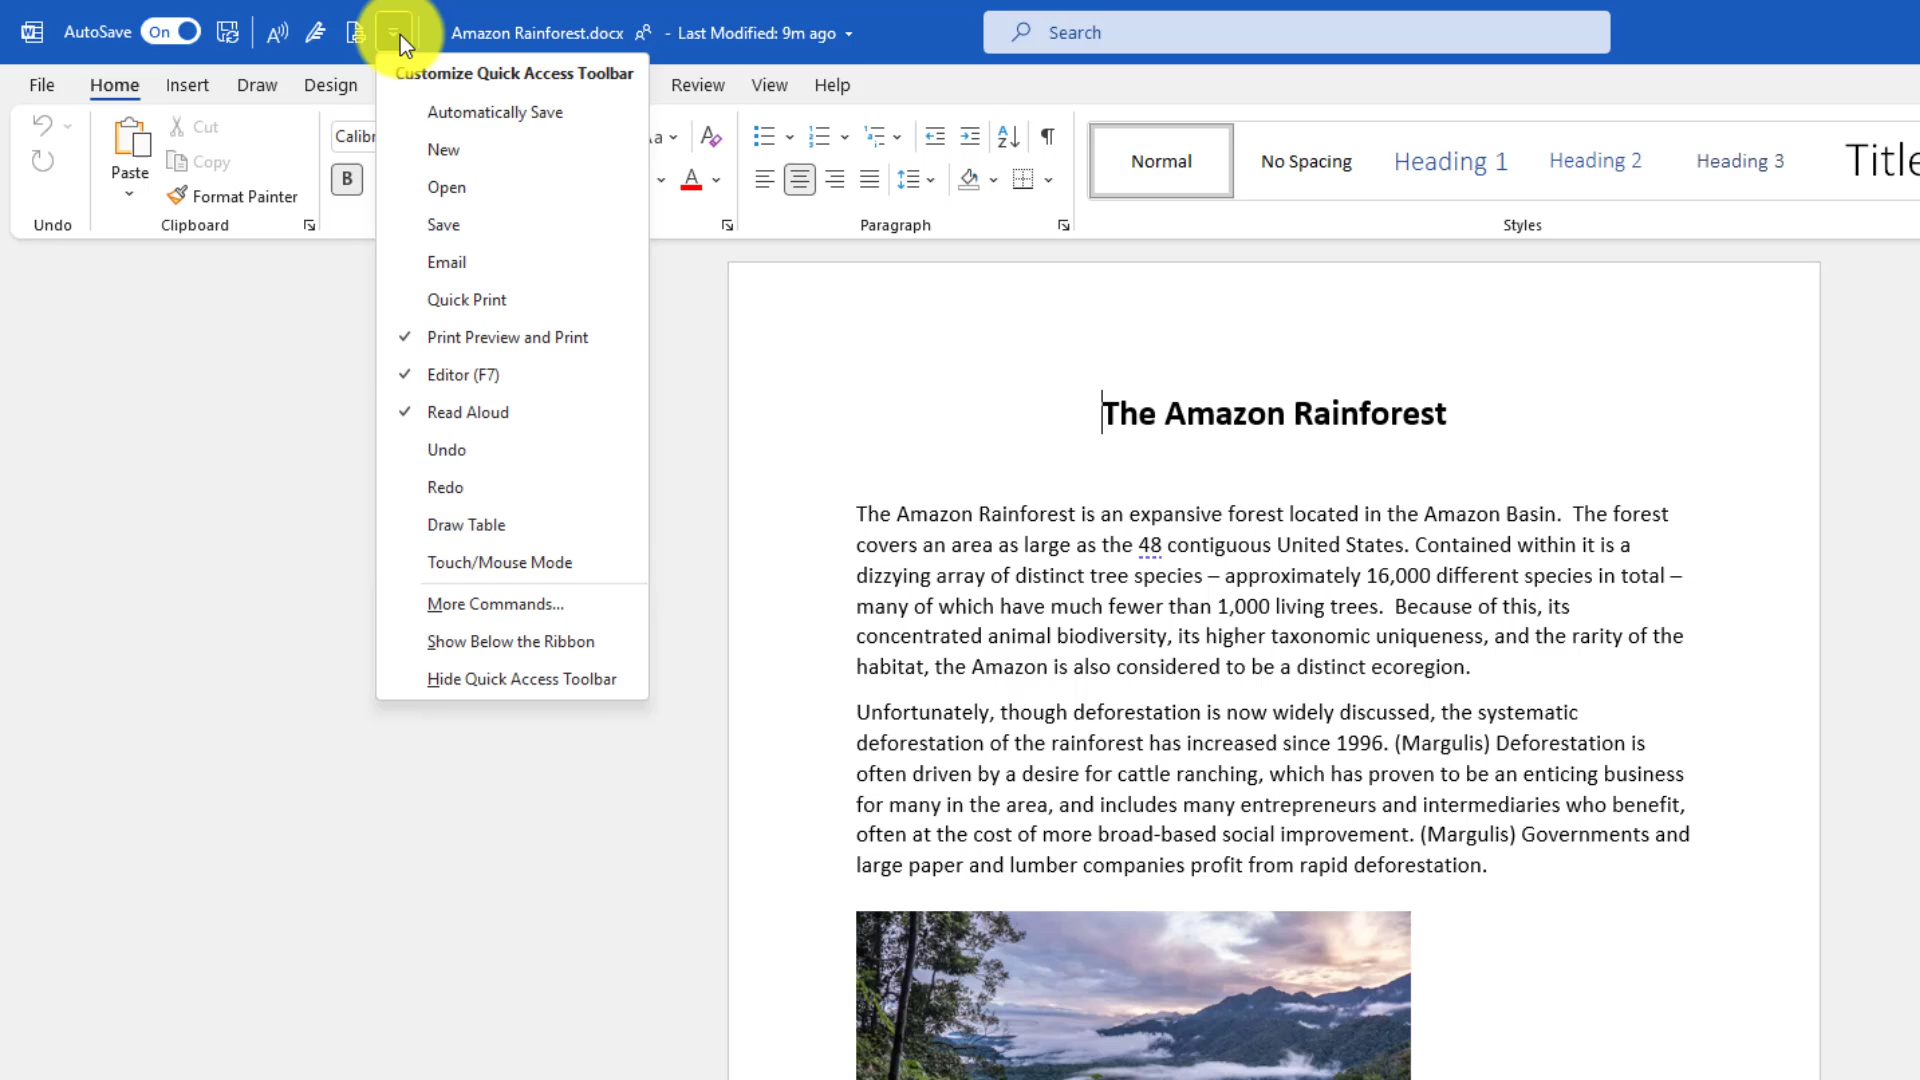 AutoSave On Amazon Rainforest.docx - Last Modified: 9m ago Search
Customize Quick Access Toolbar
Automatically Save
New
Open
Save
Email
Quick Print
Print Preview and Print
Editor (F7)
Read Aloud
Undo
Redo
Draw Table
Touch/Mouse Mode
More Commands...
Show Below the Ribbon
Hide Quick Access Toolbar
File Home Insert Draw Design Review View Help
Cut
Copy
Paste
Format Painter
B
Normal No Spacing Heading 1 Heading 2 Heading 3 Title
Undo Clipboard Paragraph Styles
The Amazon Rainforest
The Amazon Rainforest is an expansive forest located in the Amazon Basin.  The forest
covers an area as large as the 48 contiguous United States. Contained within it is a
dizzying array of distinct tree species – approximately 16,000 different species in total –
many of which have much fewer than 1,000 living trees.  Because of this, its
concentrated animal biodiversity, its higher taxonomic uniqueness, and the rarity of the
habitat, the Amazon is also considered to be a distinct ecoregion.
Unfortunately, though deforestation is now widely discussed, the systematic
deforestation of the rainforest has increased since 1996. (Margulis) Deforestation is
often driven by a desire for cattle ranching, which has proven to be an enticing business
for many in the area, and includes many entrepreneurs and intermediaries who benefit,
often at the cost of more broad-based social improvement. (Margulis) Governments and
large paper and lumber companies profit from rapid deforestation.